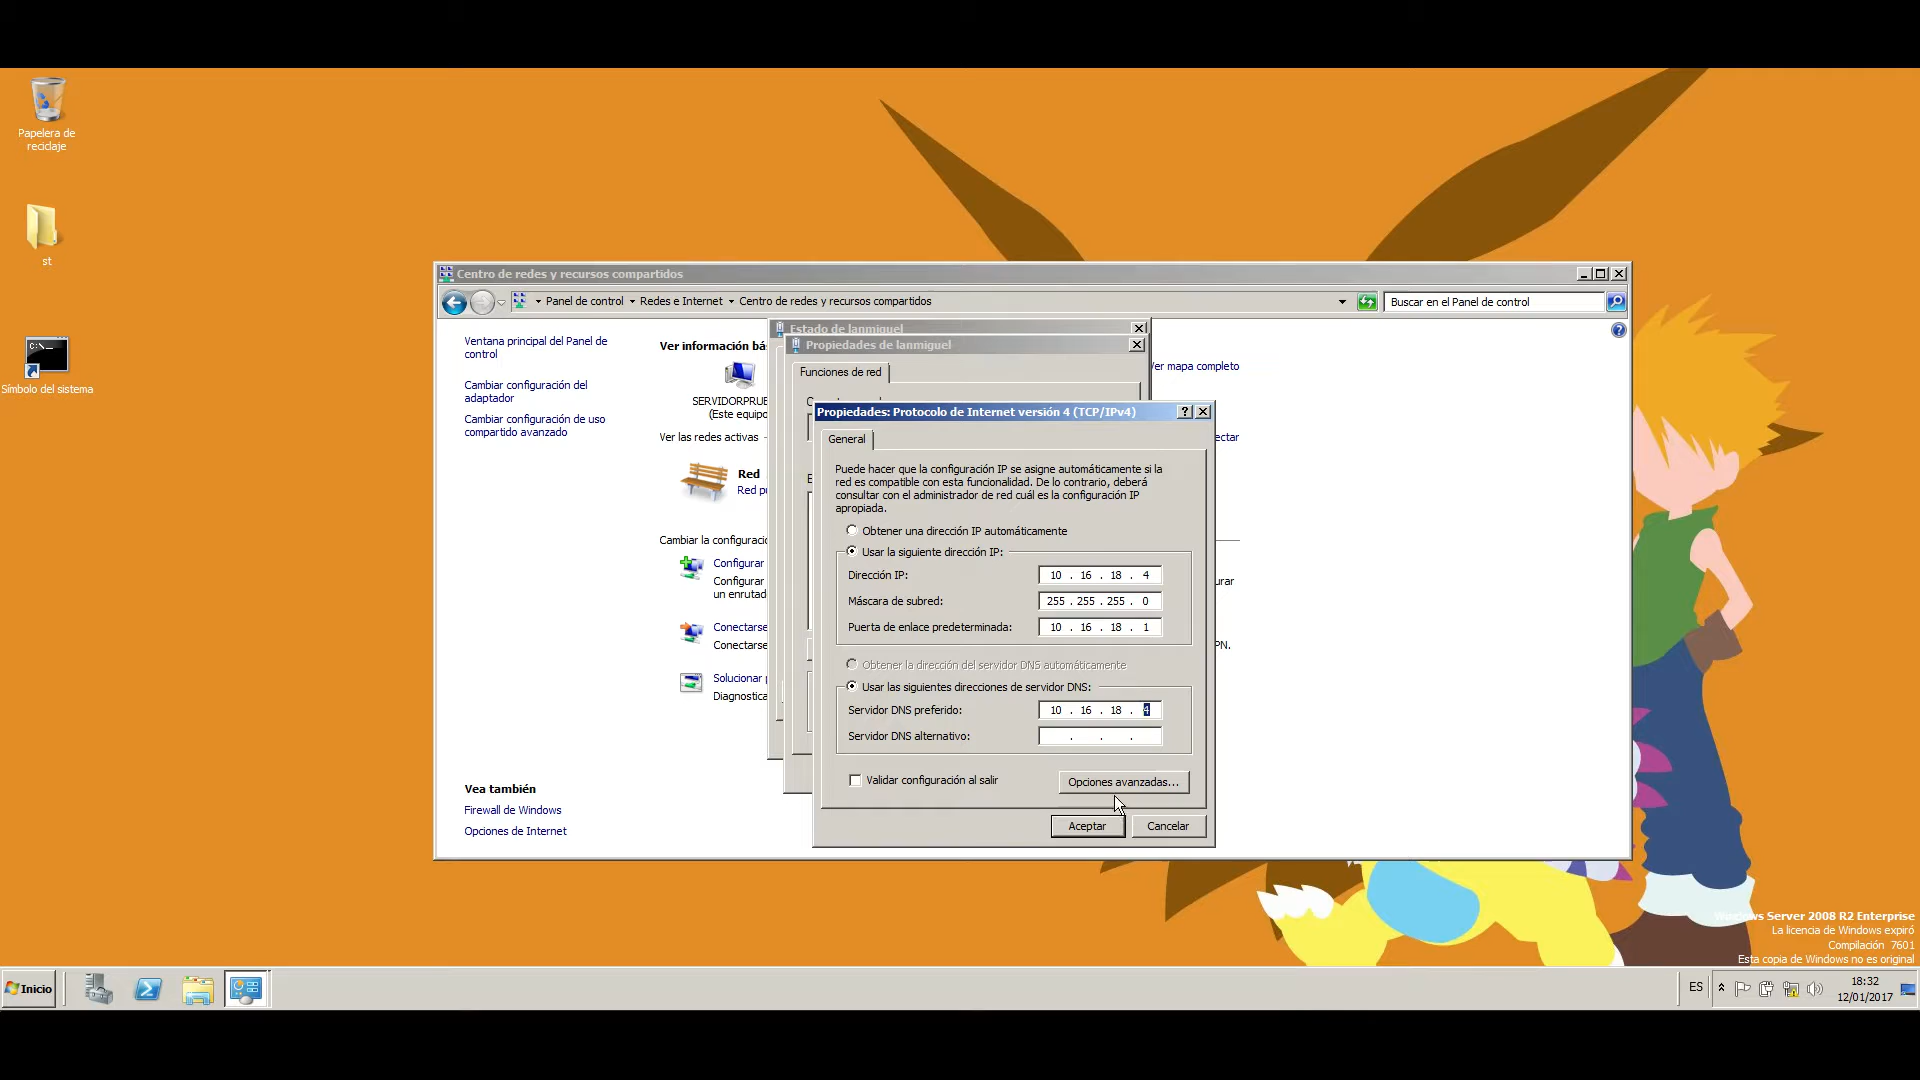 Papelera de
reciclaje
st
Símbolo del sistema
Centro de redes y recursos compartidos
Panel de control
Redes e Internet
Centro de redes y recursos compartidos
Buscar en el Panel de control
Ventana principal del Panel de
control
Cambiar configuración del
adaptador
Cambiar configuración de uso
compartido avanzado
Vea también
Firewall de Windows
Opciones de Internet
Ver información bá
SERVIDORPRUE
(Este equipo
Ver las redes activas
Red
Red pú
Cambiar la configuració
Configurar
Configurar
un enrutad
Conectarse
Conectarse
Solucionar p
Diagnostica
Ver mapa completo
ectar
urar
PN.
Estado de lanmiguel
Propiedades de lanmiguel
Funciones de red
Propiedades: Protocolo de Internet versión 4 (TCP/IPv4)
General
Puede hacer que la configuración IP se asigne automáticamente si la
red es compatible con esta funcionalidad. De lo contrario, deberá
consultar con el administrador de red cuál es la configuración IP
apropiada.
Obtener una dirección IP automáticamente
Usar la siguiente dirección IP:
Dirección IP: 10 . 16 . 18 . 4
Máscara de subred: 255 . 255 . 255 . 0
Puerta de enlace predeterminada: 10 . 16 . 18 . 1
Obtener la dirección del servidor DNS automáticamente
Usar las siguientes direcciones de servidor DNS:
Servidor DNS preferido: 10 . 16 . 18 . 4
Servidor DNS alternativo: . . .
Validar configuración al salir
Opciones avanzadas...
Aceptar
Cancelar
Windows Server 2008 R2 Enterprise
La licencia de Windows expiró
Compilación 7601
Esta copia de Windows no es original
Inicio
ES
18:32
12/01/2017